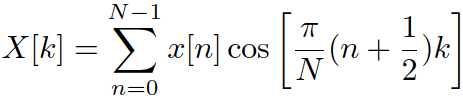 X[k] = \sum_{n=0}^{N-1} x[n] \cos\left[\frac{\pi}{N}(n + \frac{1}{2})k\right]